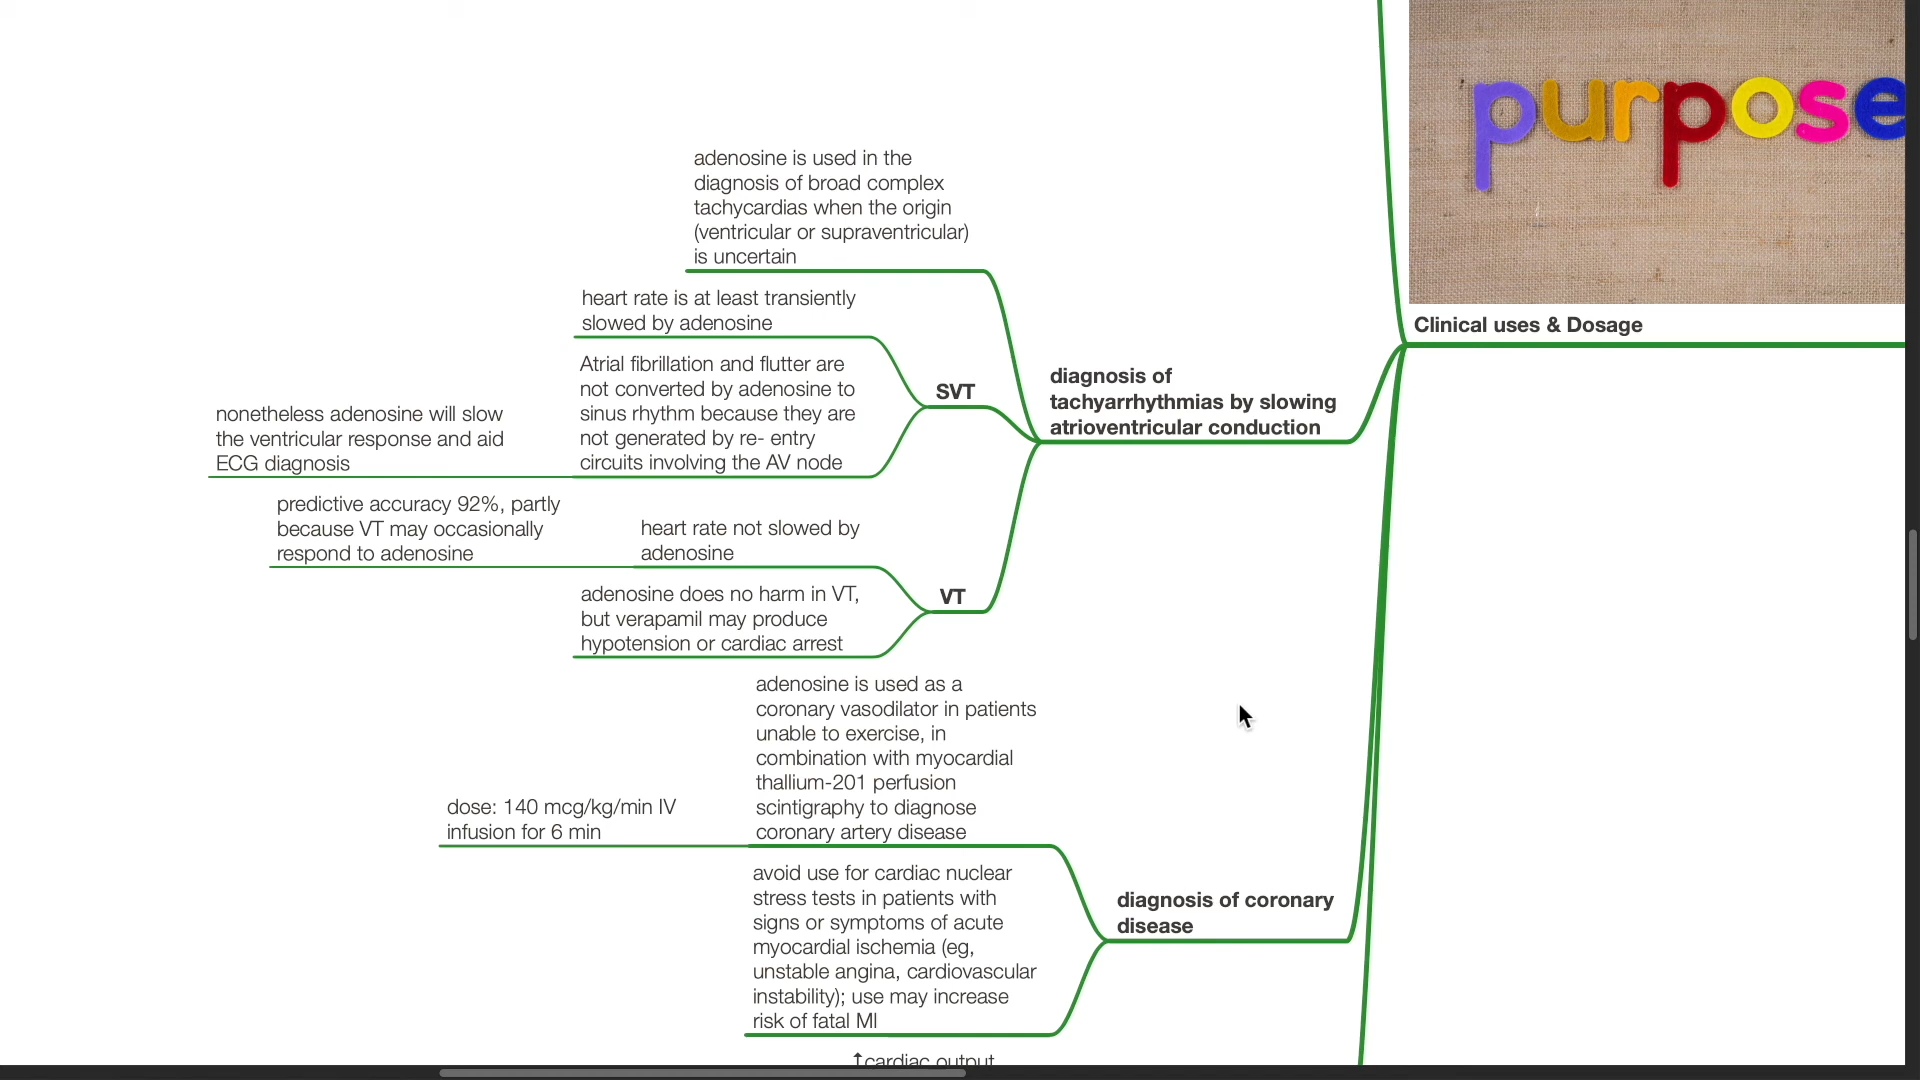 purpose
Clinical uses & Dosage
diagnosis of
tachyarrhythmias by slowing
atrioventricular conduction
adenosine is used in the
diagnosis of broad complex
tachycardias when the origin
(ventricular or supraventricular)
is uncertain
SVT
heart rate is at least transiently
slowed by adenosine
Atrial fibrillation and flutter are
not converted by adenosine to
sinus rhythm because they are
not generated by re- entry
circuits involving the AV node
nonetheless adenosine will slow
the ventricular response and aid
ECG diagnosis
VT
heart rate not slowed by
adenosine
predictive accuracy 92%, partly
because VT may occasionally
respond to adenosine
adenosine does no harm in VT,
but verapamil may produce
hypotension or cardiac arrest
diagnosis of coronary
disease
adenosine is used as a
coronary vasodilator in patients
unable to exercise, in
combination with myocardial
thallium-201 perfusion
scintigraphy to diagnose
coronary artery disease
dose: 140 mcg/kg/min IV
infusion for 6 min
avoid use for cardiac nuclear
stress tests in patients with
signs or symptoms of acute
myocardial ischemia (eg,
unstable angina, cardiovascular
instability); use may increase
risk of fatal MI
↑cardiac output